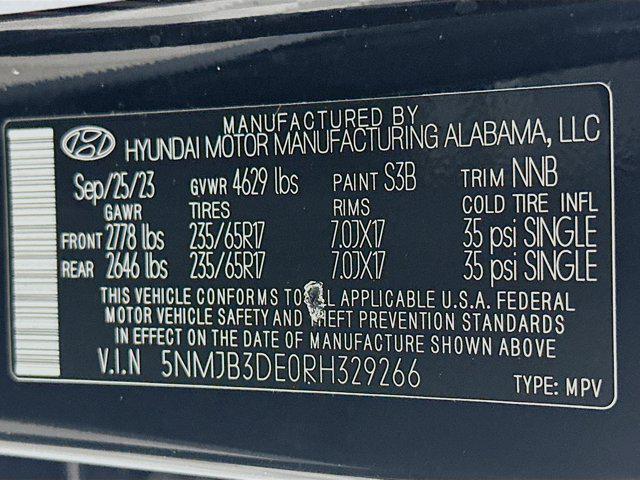 MANUFACTURED BY
HYUNDAI MOTOR MANUFACTURING ALABAMA, LLC
Sep/25/23 GVWR 4629 lbs PAINT S3B TRIM NNB
GAWR TIRES RIMS COLD TIRE INFL
FRONT 2778 lbs 235/65R17 7.0JX17 35 psi SINGLE
REAR 2646 lbs 235/65R17 7.0JX17 35 psi SINGLE
THIS VEHICLE CONFORMS TO ALL APPLICABLE U.S.A. FEDERAL
MOTOR VEHICLE SAFETY AND THEFT PREVENTION STANDARDS
IN EFFECT ON THE DATE OF MANUFACTURE SHOWN ABOVE
V.I.N 5NMJB3DE0RH329266
TYPE: MPV